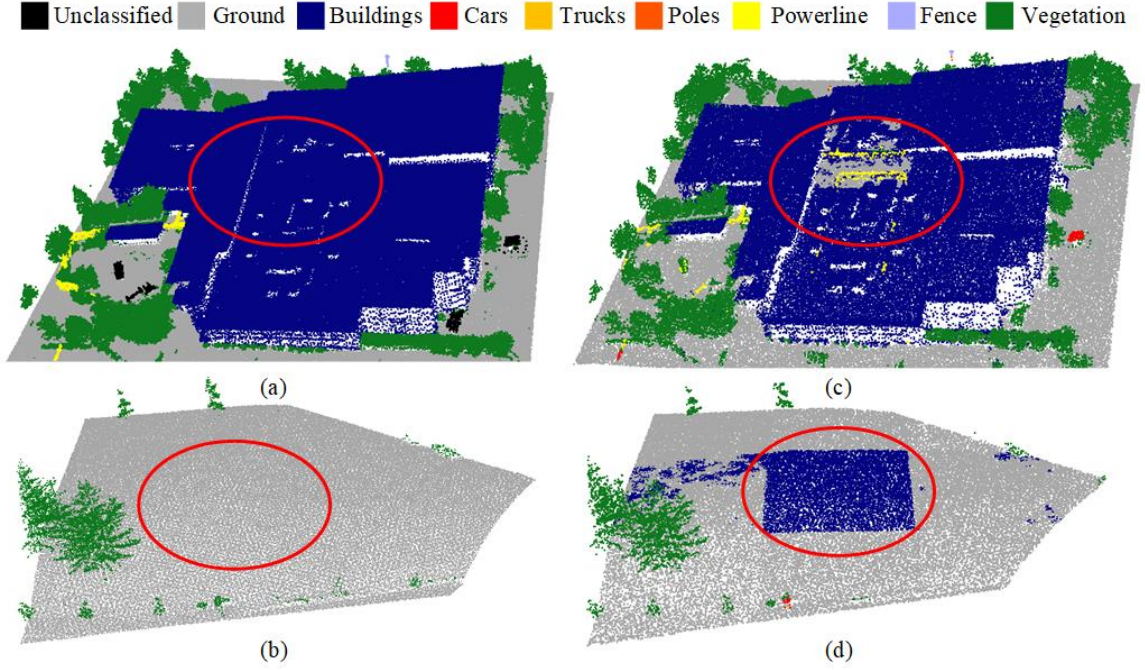 Unclassified Ground Buildings Cars Trucks Poles Powerline Fence Vegetation
(a) (c)
(b) (d)